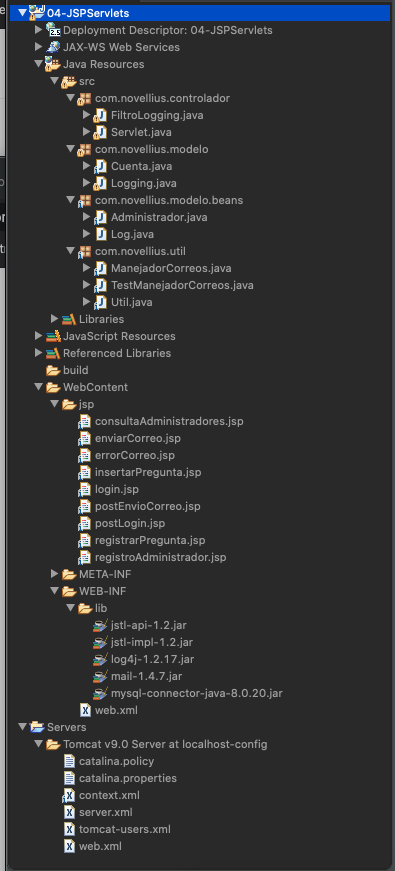 04-JSPServlets
Deployment Descriptor: 04-JSPServlets
JAX-WS Web Services
Java Resources
src
com.novellius.controlador
FiltroLogging.java
Servlet.java
com.novellius.modelo
Cuenta.java
Logging.java
com.novellius.modelo.beans
Administrador.java
Log.java
com.novellius.util
ManejadorCorreos.java
TestManejadorCorreos.java
Util.java
Libraries
JavaScript Resources
Referenced Libraries
build
WebContent
jsp
consultaAdministradores.jsp
enviarCorreo.jsp
errorCorreo.jsp
insertarPregunta.jsp
login.jsp
postEnvioCorreo.jsp
postLogin.jsp
registrarPregunta.jsp
registroAdministrador.jsp
META-INF
WEB-INF
lib
jstl-api-1.2.jar
jstl-impl-1.2.jar
log4j-1.2.17.jar
mail-1.4.7.jar
mysql-connector-java-8.0.20.jar
web.xml
Servers
Tomcat v9.0 Server at localhost-config
catalina.policy
catalina.properties
context.xml
server.xml
tomcat-users.xml
web.xml